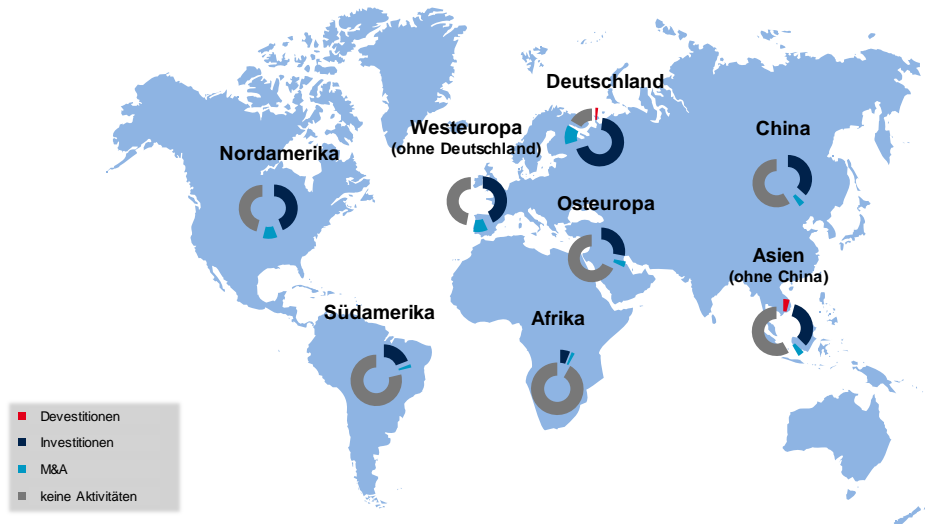 Deutschland
Westeuropa
(ohne Deutschland)
China
Nordamerika
Osteuropa
Asien
(ohne China)
Südamerika
Afrika
Devestitionen
Investitionen
M&A
keine Aktivitäten